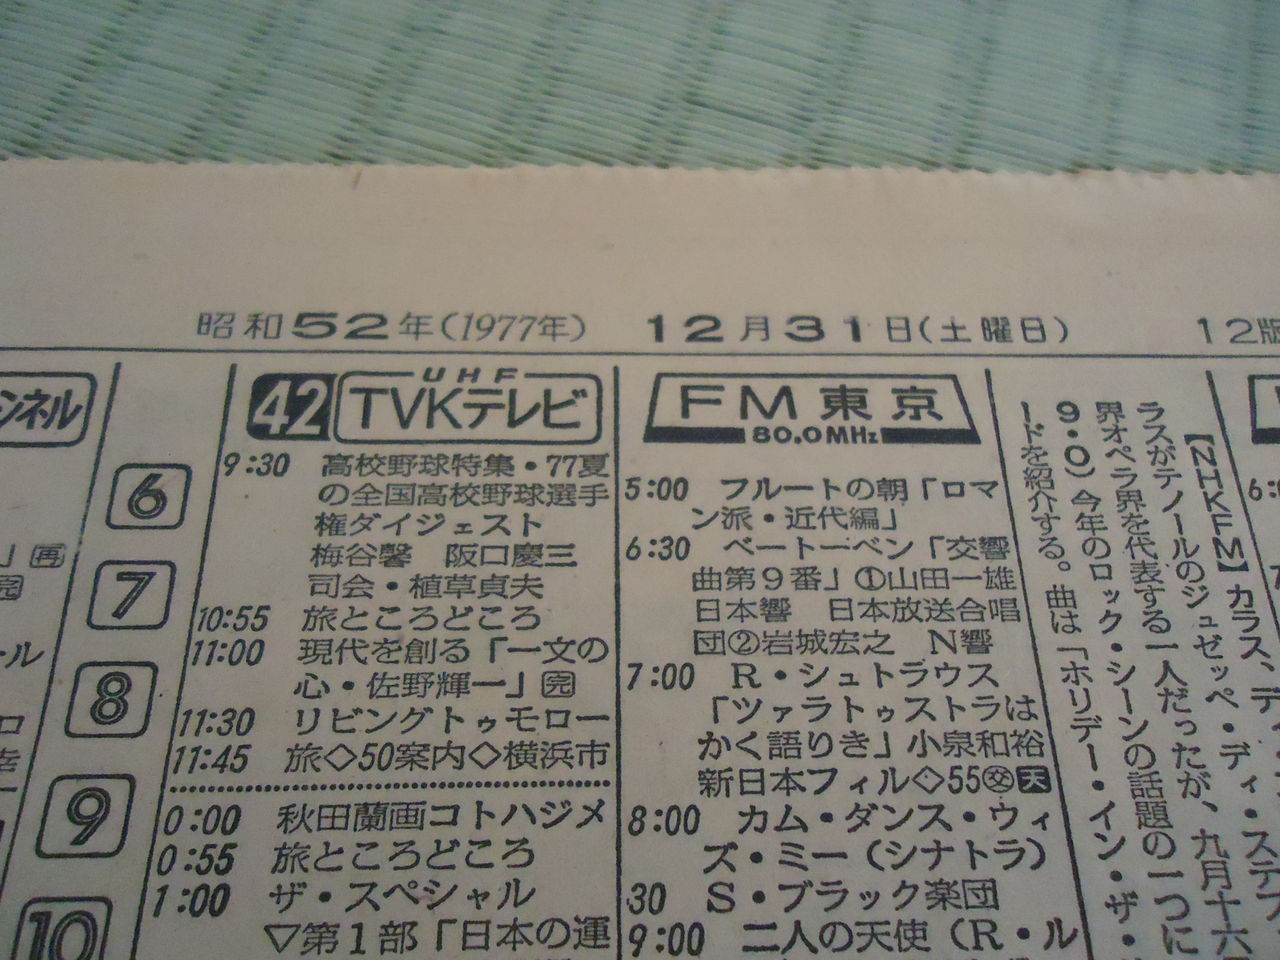 昭和52年(1977年) 12月31日(土曜日) 12版
ンネル
再
ール
6
7
8
9
10
42 UHF TVKテレビ
9:30 高校野球特集・77夏
の全国高校野球選手
権ダイジェスト
梅谷馨 阪口慶三
司会・植草貞夫
10:55 旅ところどころ
11:00 現代を創る「一文の
心・佐野輝一」完
11:30 リビングトゥモロー
11:45 旅◇50案内◇横浜市
0:00 秋田蘭画コトハジメ
0:55 旅ところどころ
1:00 ザ・スペシャル
▽第1部「日本の運
FM東京
80.0MHz
5:00 フルートの朝「ロマ
ン派・近代編」
6:30 ベートーベン「交響
曲第9番」①山田一雄
日本響 日本放送合唱
団②岩城宏之 N響
7:00 R・シュトラウス
「ツァラトゥストラは
かく語りき」小泉和裕
新日本フィル◇55交天
8:00 カム・ダンス・ウィ
ズ・ミー(シナトラ)
30 S・ブラック楽団
9:00 二人の天使(R・ル
【NHKFM】カラス、デ
ィ・ステフ
ラスがテノールのジュゼッペ・ディ・ステフ
界オペラ界を代表する一人だったが、九月十六
9・0)今年のロック・シーンの話題の一つに
ードを紹介する。曲は「ホリデー・イン・ザ・